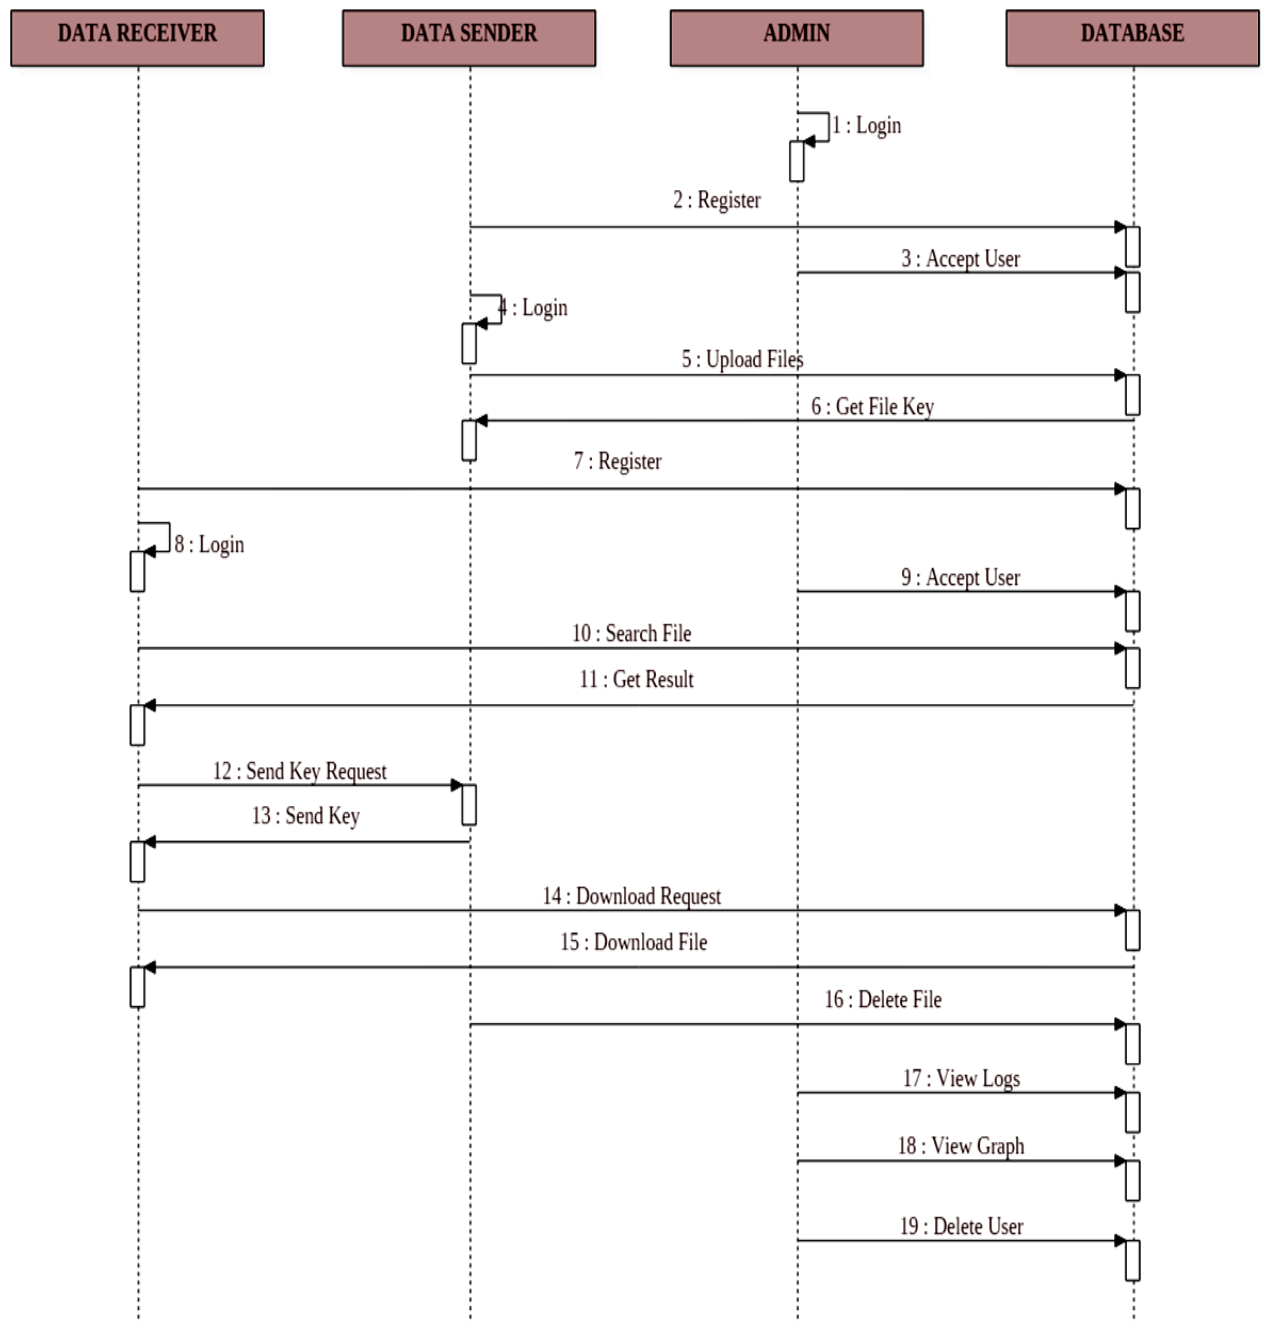 DATA RECEIVER
DATA SENDER
ADMIN
DATABASE
1 : Login
2 : Register
3 : Accept User
4 : Login
5 : Upload Files
6 : Get File Key
7 : Register
8 : Login
9 : Accept User
10 : Search File
11 : Get Result
12 : Send Key Request
13 : Send Key
14 : Download Request
15 : Download File
16 : Delete File
17 : View Logs
18 : View Graph
19 : Delete User